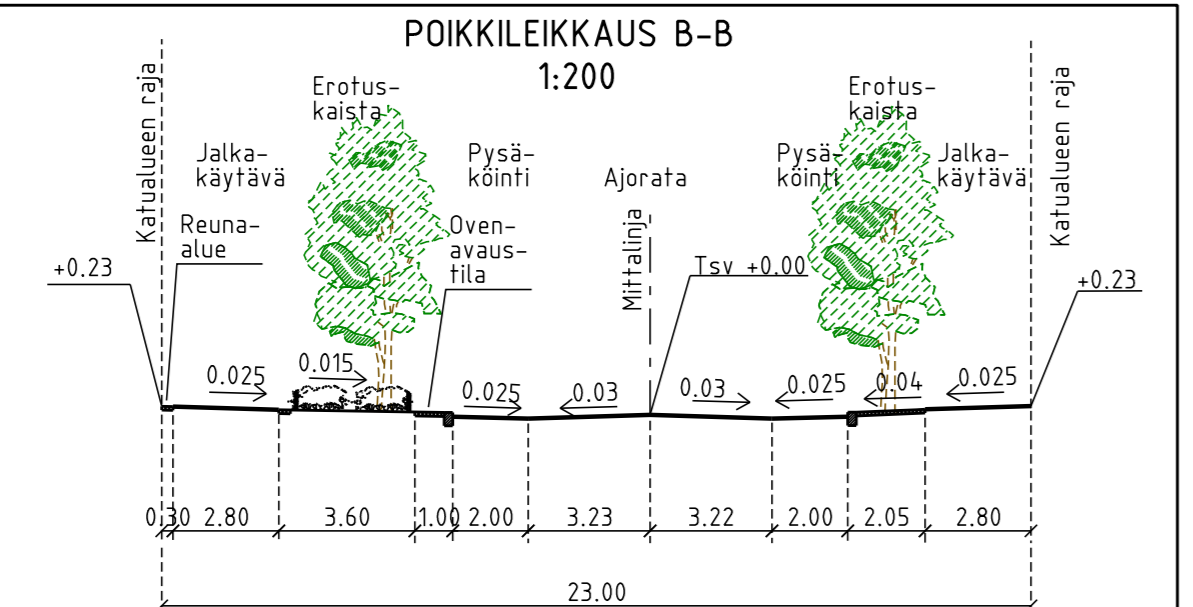 POIKKILEIKKAUS B-B
1:200
Katualueen raja
Erotus-
kaista
Erotus-
kaista
Katualueen raja
Jalka-
käytävä
Pysä-
köinti
Ajorata
Pysä-
köinti
Jalka-
käytävä
Reuna-
alue
Oven-
avaus-
tila
Mittalinja
+0.23
Tsv +0.00
+0.23
0.025
0.015
0.025
0.03
0.03
0.025
0.04
0.025
0.30
2.80
3.60
1.00
2.00
3.23
3.22
2.00
2.05
2.80
23.00